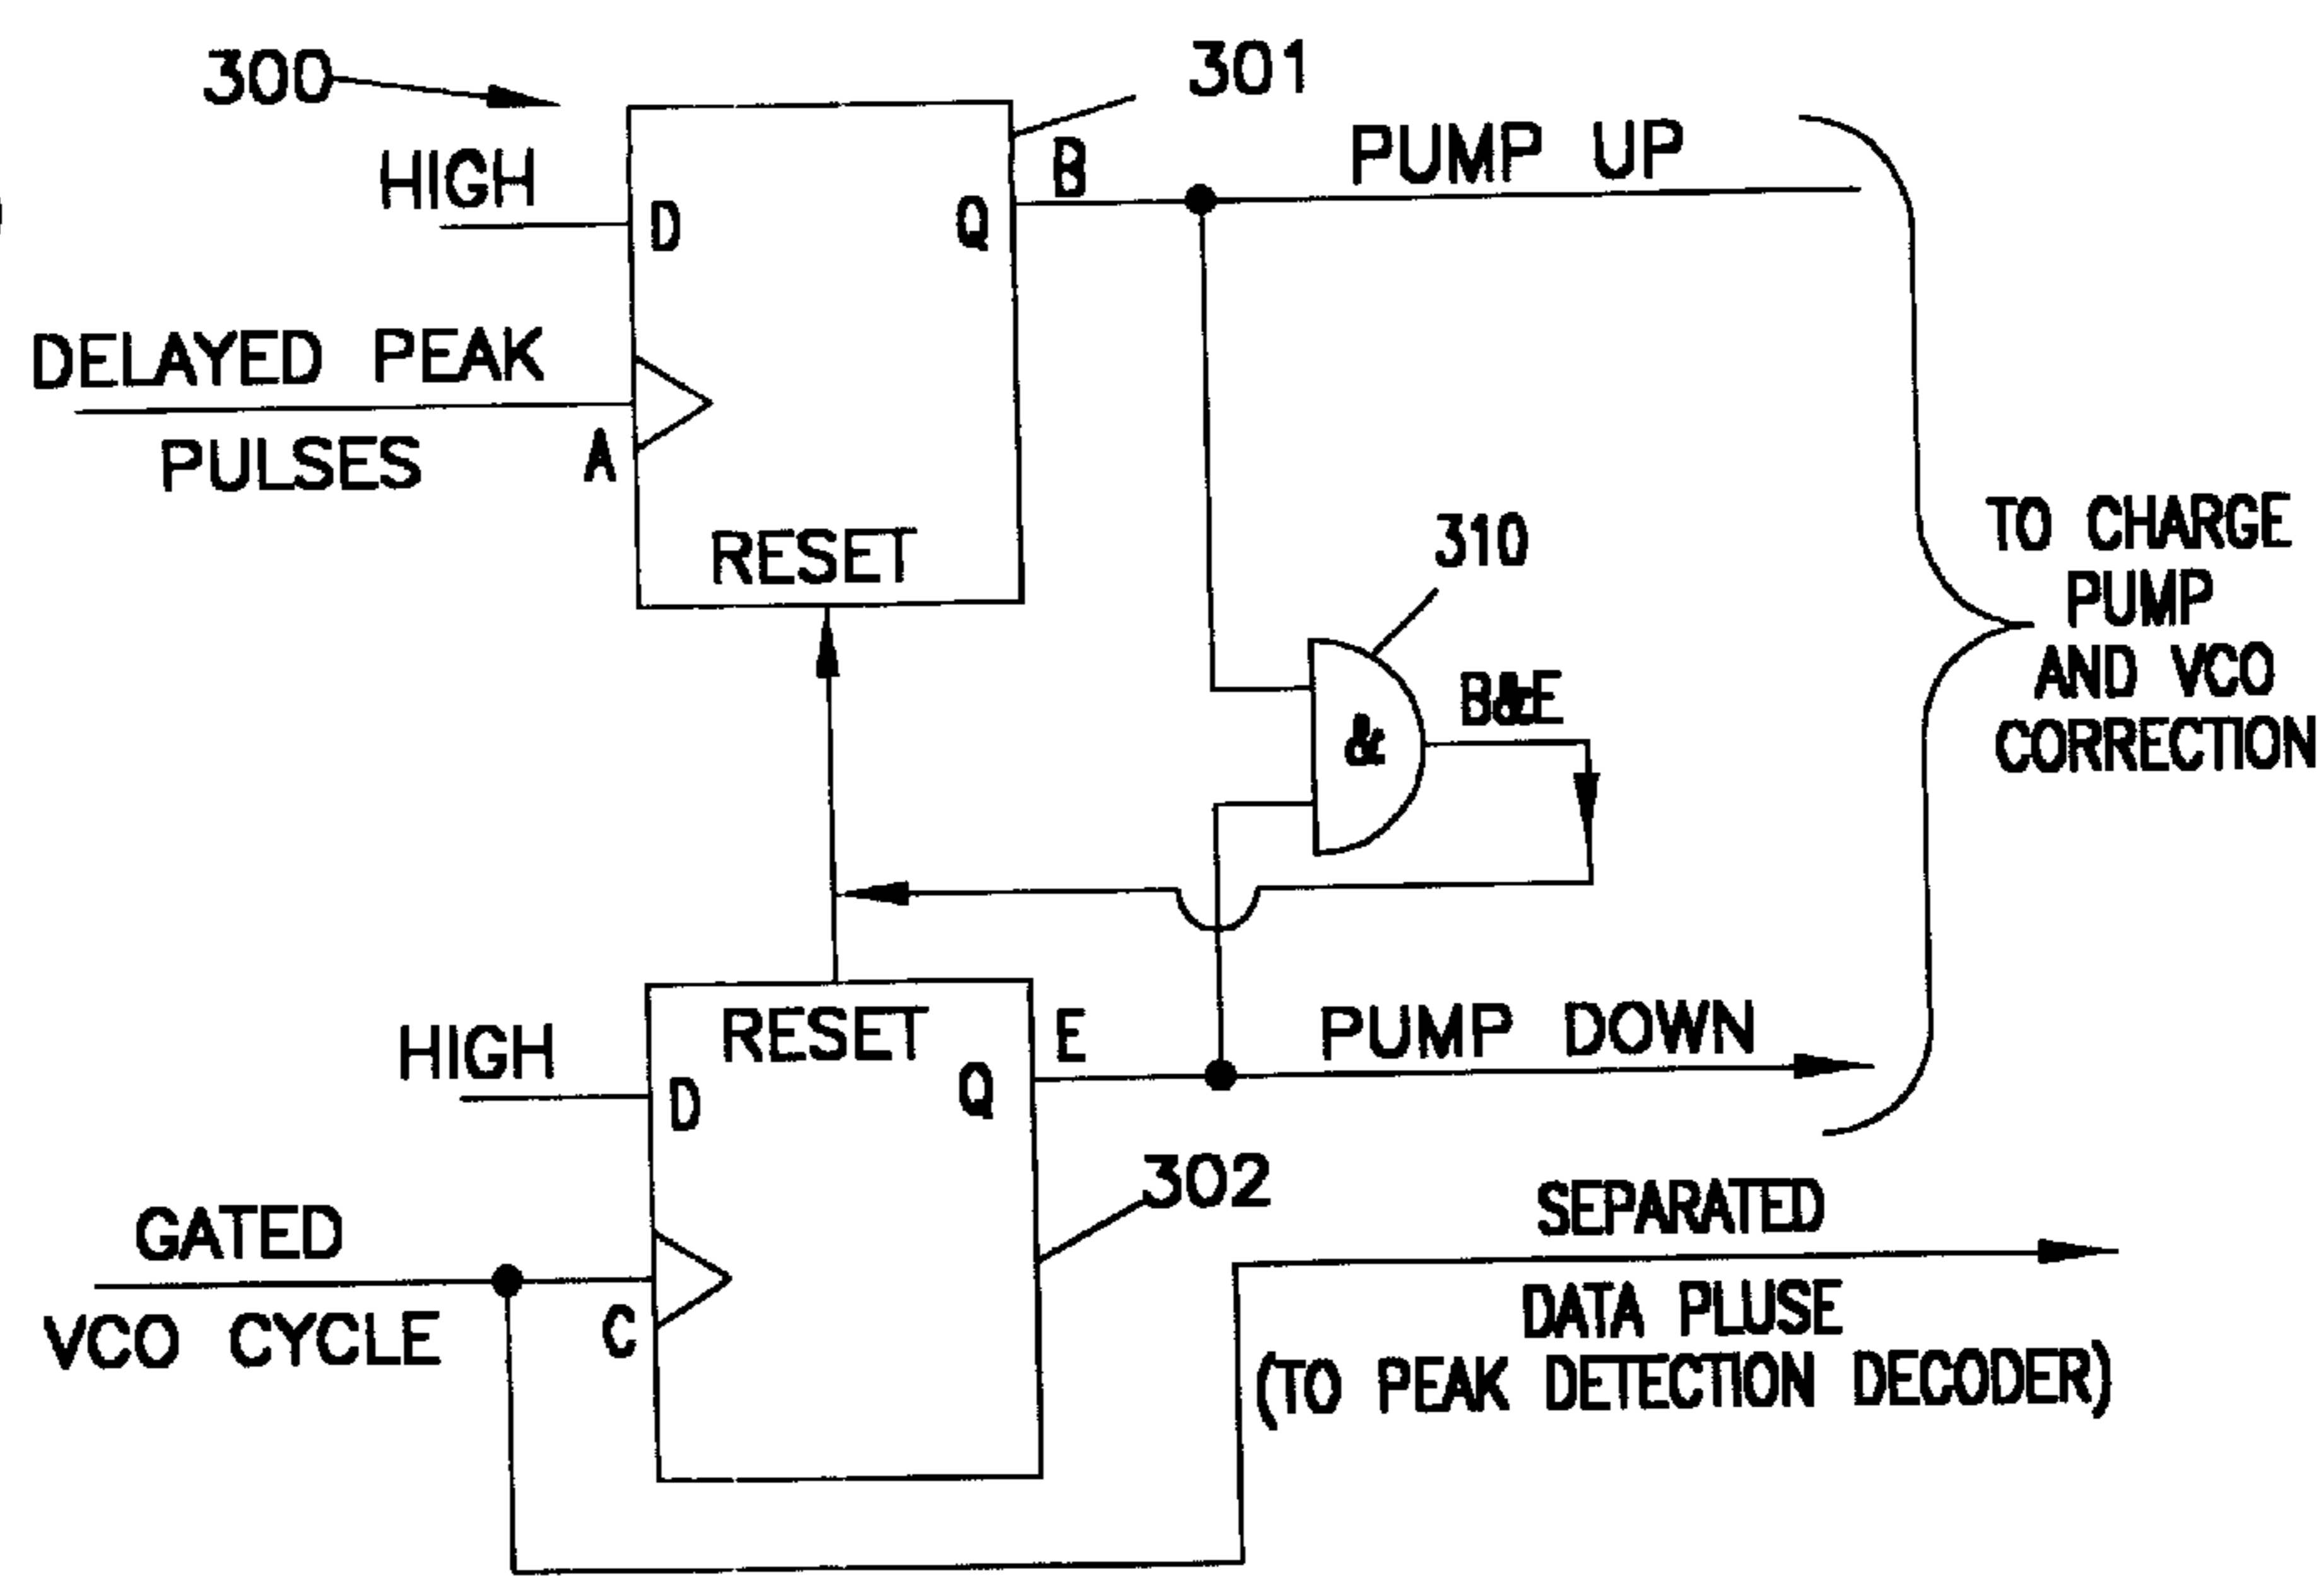 300
301
HIGH
B
PUMP UP
D
Q
DELAYED PEAK
PULSES
A
RESET
310
TO CHARGE
PUMP
AND VCO
CORRECTION
B&E
&
RESET
E
PUMP DOWN
HIGH
D
Q
302
GATED
VCO CYCLE
C
SEPARATED
DATA PLUSE
(TO PEAK DETECTION DECODER)